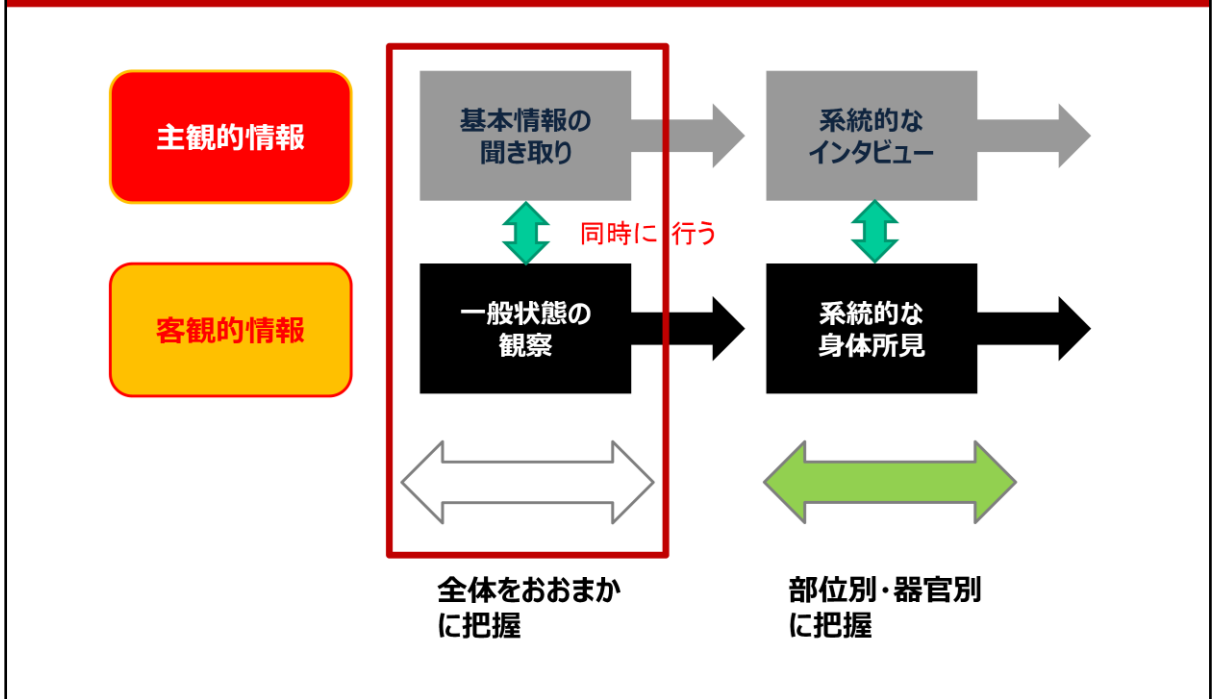 主観的情報
基本情報の
聞き取り
系統的な
インタビュー
同時に 行う
客観的情報
一般状態の
観察
系統的な
身体所見
全体をおおまか
に把握
部位別・器官別
に把握